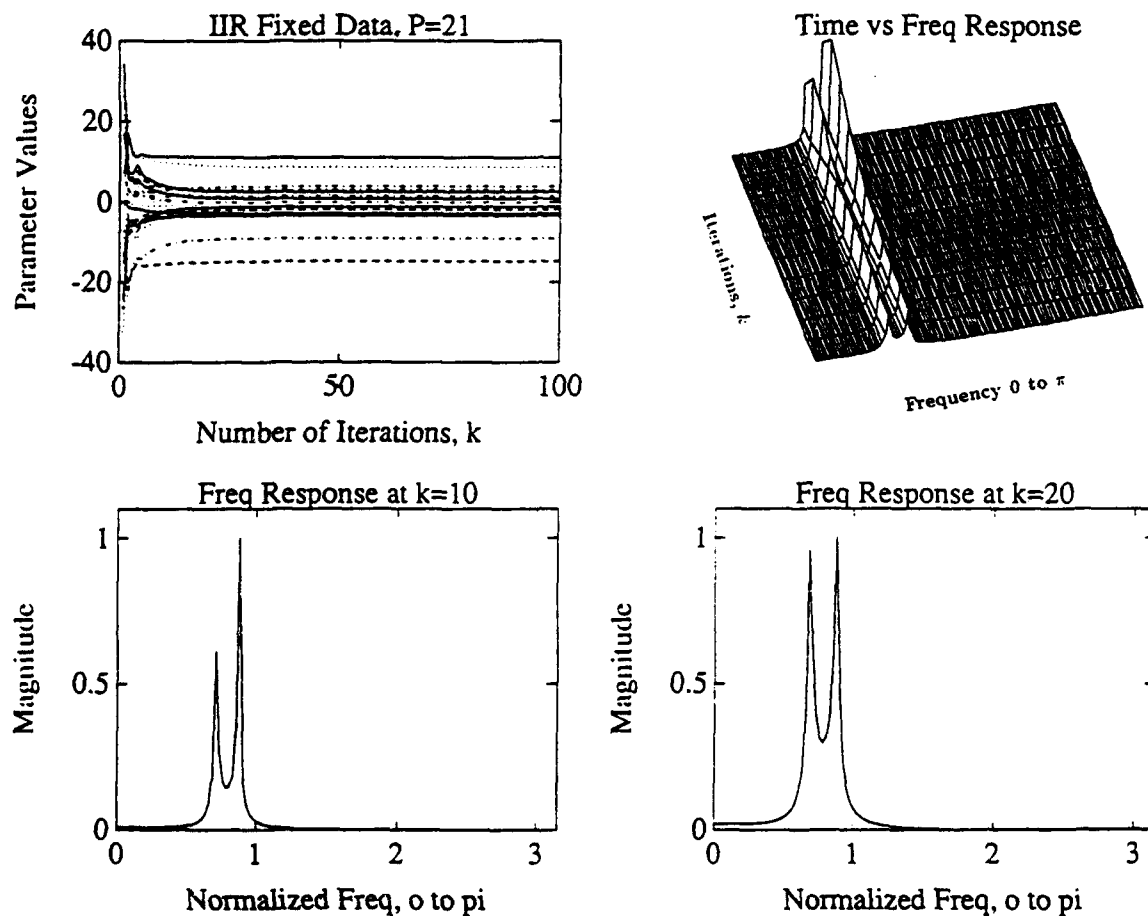 IIR Fixed Data, P=21
40
20
0
-20
-40
Parameter Values
0
50
100
Number of Iterations, k
Time vs Freq Response
Iterations, k
Frequency 0 to π
Freq Response at k=10
1
0.5
0
Magnitude
0
1
2
3
Normalized Freq, o to pi
Freq Response at k=20
1
0.5
0
Magnitude
0
1
2
3
Normalized Freq, o to pi